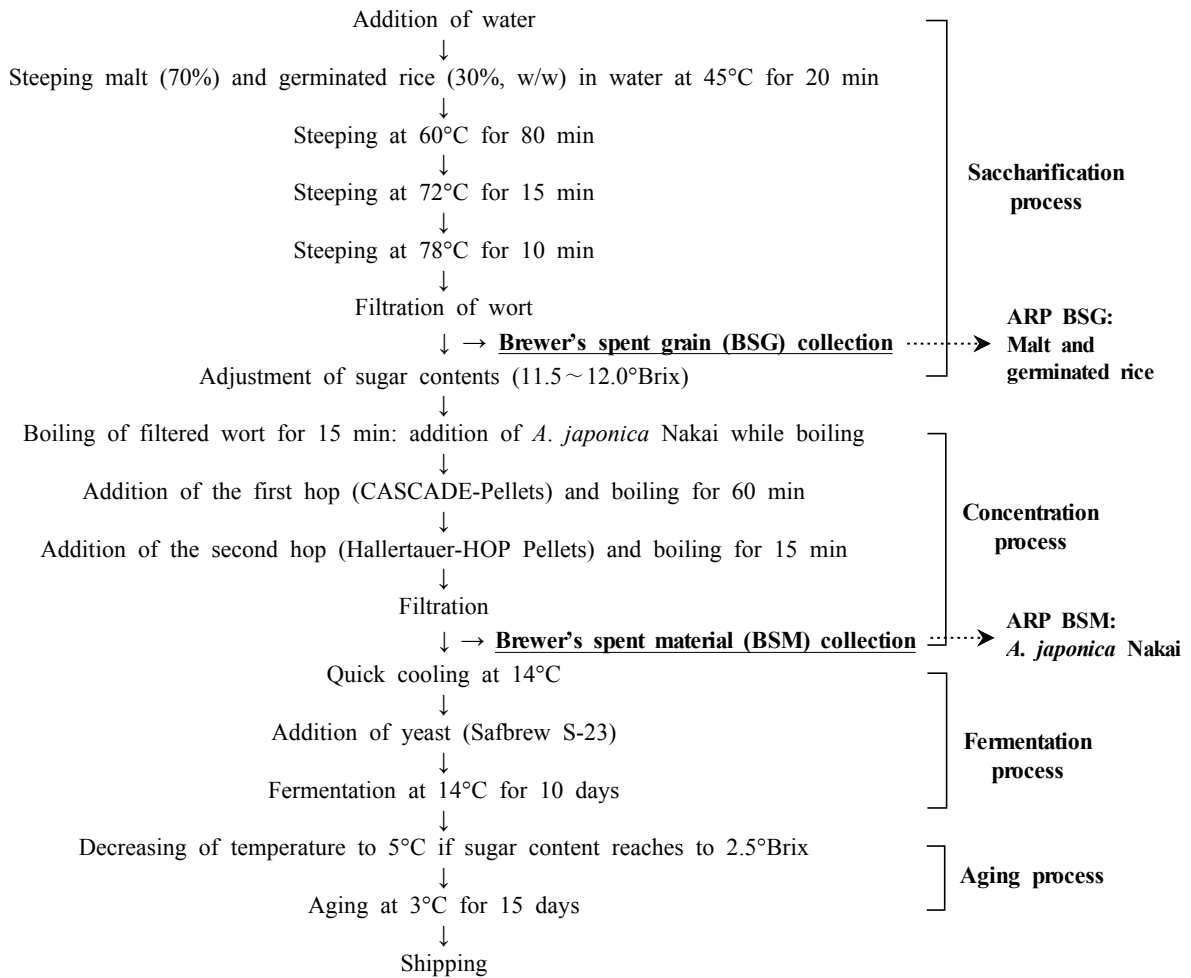 Addition of water
↓
Steeping malt (70%) and germinated rice (30%, w/w) in water at 45°C for 20 min
↓
Steeping at 60°C for 80 min
↓
Steeping at 72°C for 15 min
↓
Steeping at 78°C for 10 min
↓
Filtration of wort
↓ → Brewer's spent grain (BSG) collection
Adjustment of sugar contents (11.5～12.0°Brix)
Saccharification
process
ARP BSG:
Malt and
germinated rice
↓
Boiling of filtered wort for 15 min: addition of A. japonica Nakai while boiling
↓
Addition of the first hop (CASCADE-Pellets) and boiling for 60 min
↓
Addition of the second hop (Hallertauer-HOP Pellets) and boiling for 15 min
↓
Filtration
↓ → Brewer's spent material (BSM) collection
Concentration
process
ARP BSM:
A. japonica Nakai
Quick cooling at 14°C
↓
Addition of yeast (Safbrew S-23)
↓
Fermentation at 14°C for 10 days
Fermentation
process
↓
Decreasing of temperature to 5°C if sugar content reaches to 2.5°Brix
↓
Aging at 3°C for 15 days
Aging process
↓
Shipping